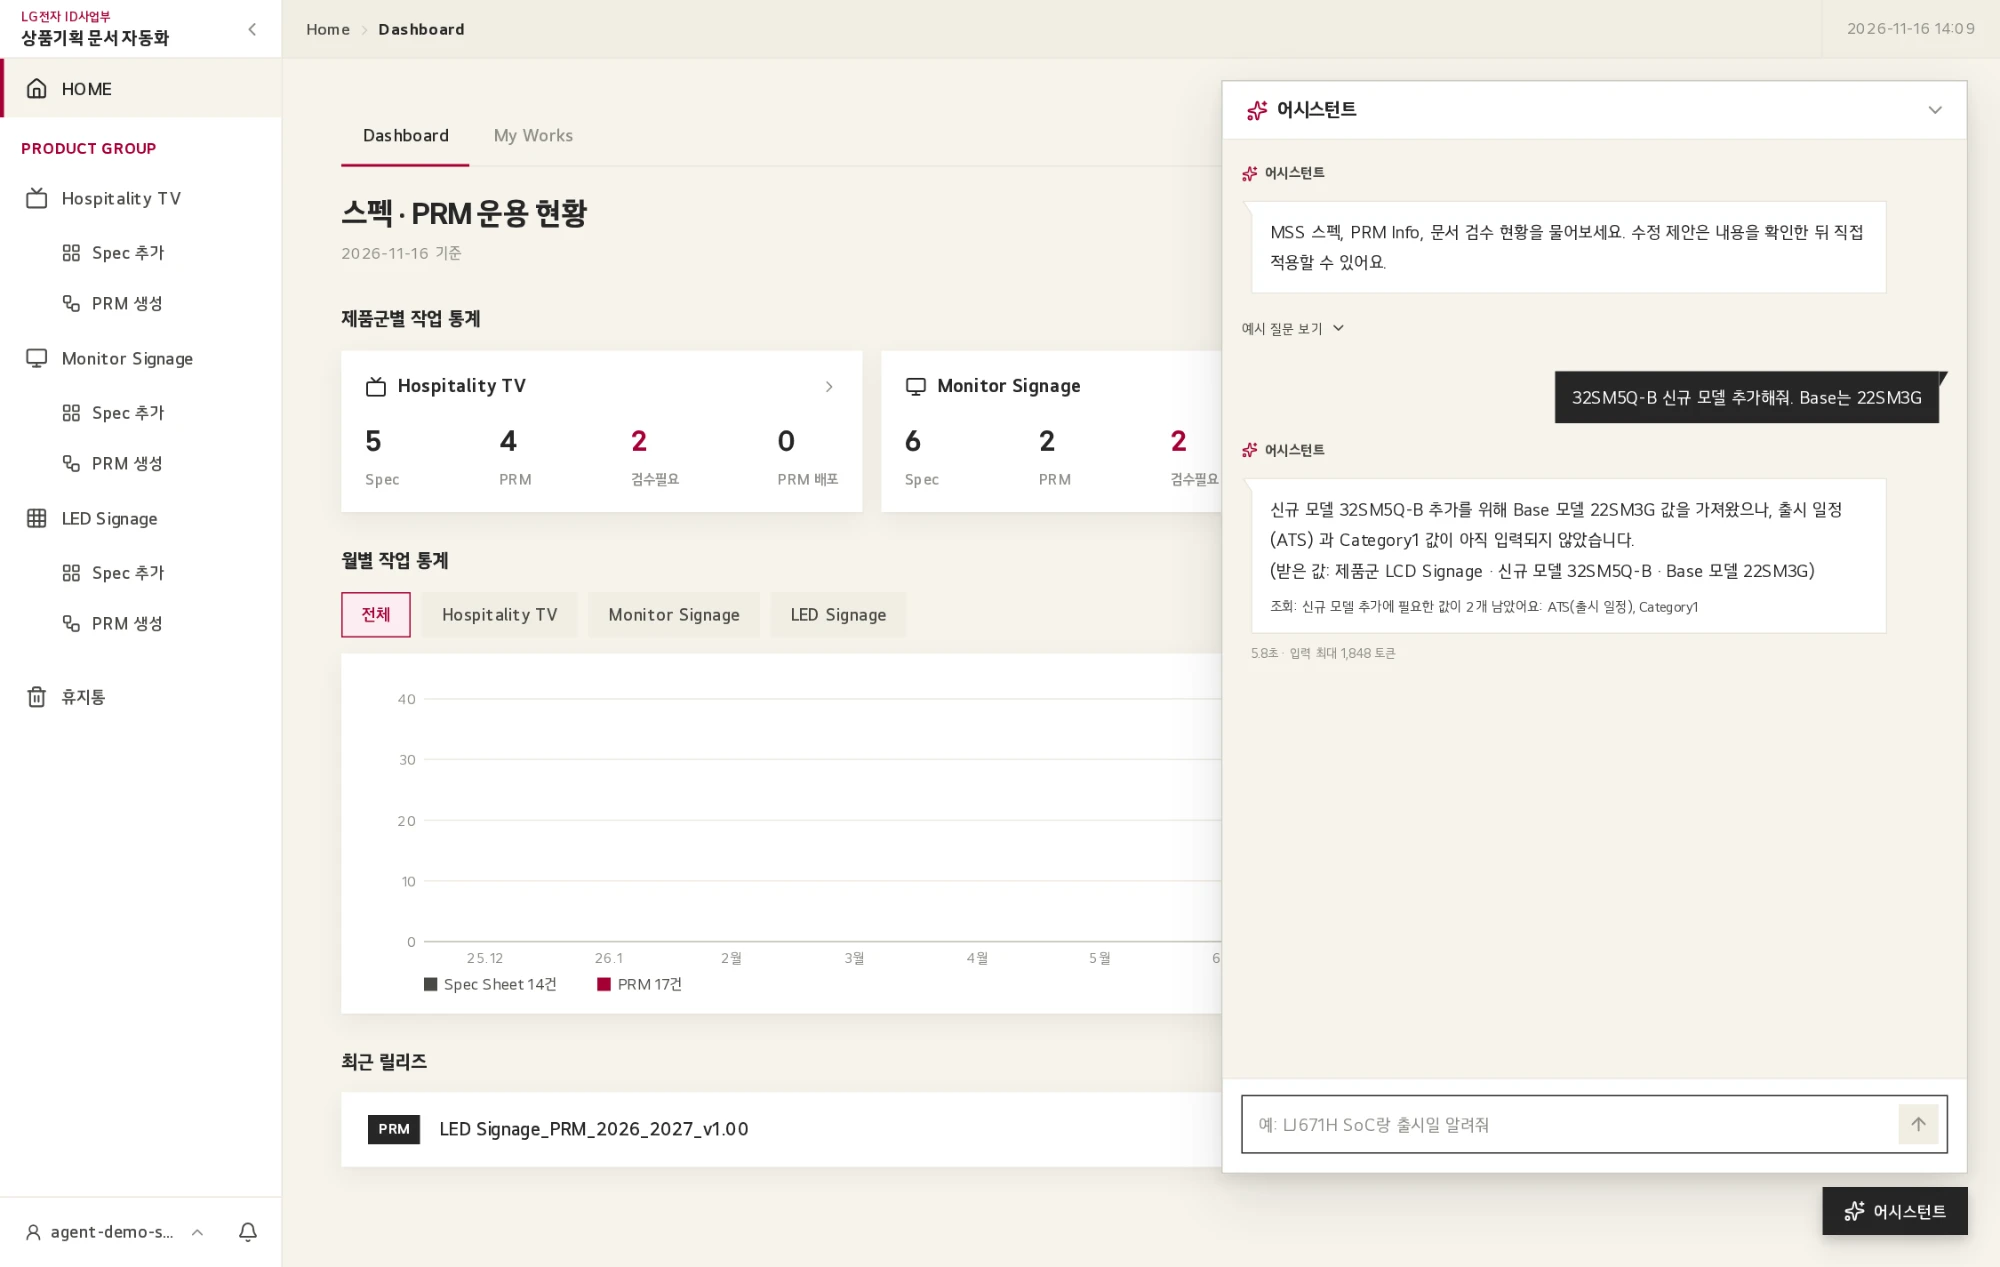 LG전자 ID사업부
상품기획 문서 자동화
HOME
PRODUCT GROUP
Hospitality TV
Spec 추가
PRM 생성
Monitor Signage
Spec 추가
PRM 생성
LED Signage
Spec 추가
PRM 생성
휴지통
agent-demo-s...
Home > Dashboard
2026-11-16 14:09
Dashboard My Works
스펙 · PRM 운용 현황
2026-11-16 기준
제품군별 작업 통계
Hospitality TV
5 4 2 0
Spec PRM 검수필요 PRM 배포
Monitor Signage
6 2 2
Spec PRM 검수필요
월별 작업 통계
전체 Hospitality TV Monitor Signage LED Signage
40
30
20
10
0
25.12 26.1 2월 3월 4월 5월 6
Spec Sheet 14건 PRM 17건
최근 릴리즈
PRM LED Signage_PRM_2026_2027_v1.00
어시스턴트
어시스턴트
MSS 스펙, PRM Info, 문서 검수 현황을 물어보세요. 수정 제안은 내용을 확인한 뒤 직접
적용할 수 있어요.
예시 질문 보기
32SM5Q-B 신규 모델 추가해줘. Base는 22SM3G
어시스턴트
신규 모델 32SM5Q-B 추가를 위해 Base 모델 22SM3G 값을 가져왔으나, 출시 일정
(ATS) 과 Category1 값이 아직 입력되지 않았습니다.
(받은 값: 제품군 LCD Signage · 신규 모델 32SM5Q-B · Base 모델 22SM3G)
조회: 신규 모델 추가에 필요한 값이 2개 남았어요: ATS(출시 일정), Category1
5.8초 · 입력 최대 1,848 토큰
예: LJ671H SoC랑 출시일 알려줘
어시스턴트